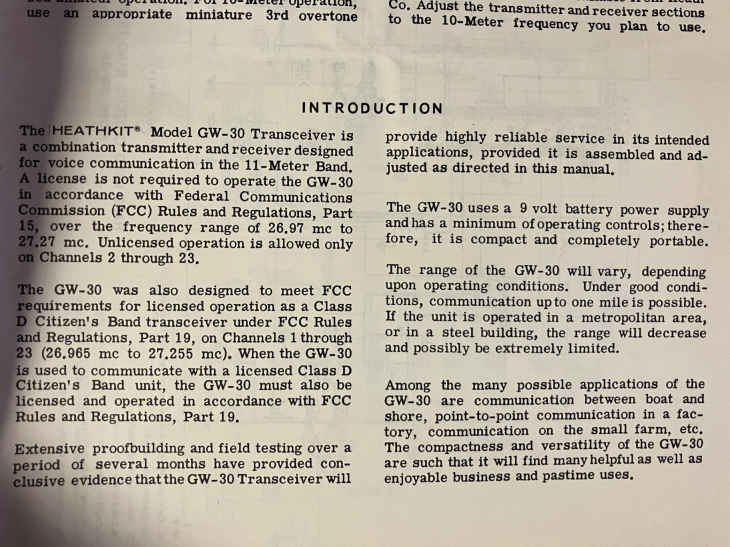 use an appropriate miniature 3rd overtone
Co. Adjust the transmitter and receiver sections
to the 10-Meter frequency you plan to use.
INTRODUCTION
The HEATHKIT® Model GW-30 Transceiver is
a combination transmitter and receiver designed
for voice communication in the 11-Meter Band.
A license is not required to operate the GW-30
in accordance with Federal Communications
Commission (FCC) Rules and Regulations, Part
15, over the frequency range of 26.97 mc to
27.27 mc. Unlicensed operation is allowed only
on Channels 2 through 23.
The GW-30 was also designed to meet FCC
requirements for licensed operation as a Class
D Citizen's Band transceiver under FCC Rules
and Regulations, Part 19, on Channels 1 through
23 (26.965 mc to 27.255 mc). When the GW-30
is used to communicate with a licensed Class D
Citizen's Band unit, the GW-30 must also be
licensed and operated in accordance with FCC
Rules and Regulations, Part 19.
Extensive proofbuilding and field testing over a
period of several months have provided con-
clusive evidence that the GW-30 Transceiver will
provide highly reliable service in its intended
applications, provided it is assembled and ad-
justed as directed in this manual.
The GW-30 uses a 9 volt battery power supply
and has a minimum of operating controls; there-
fore, it is compact and completely portable.
The range of the GW-30 will vary, depending
upon operating conditions. Under good condi-
tions, communication up to one mile is possible.
If the unit is operated in a metropolitan area,
or in a steel building, the range will decrease
and possibly be extremely limited.
Among the many possible applications of the
GW-30 are communication between boat and
shore, point-to-point communication in a fac-
tory, communication on the small farm, etc.
The compactness and versatility of the GW-30
are such that it will find many helpful as well as
enjoyable business and pastime uses.